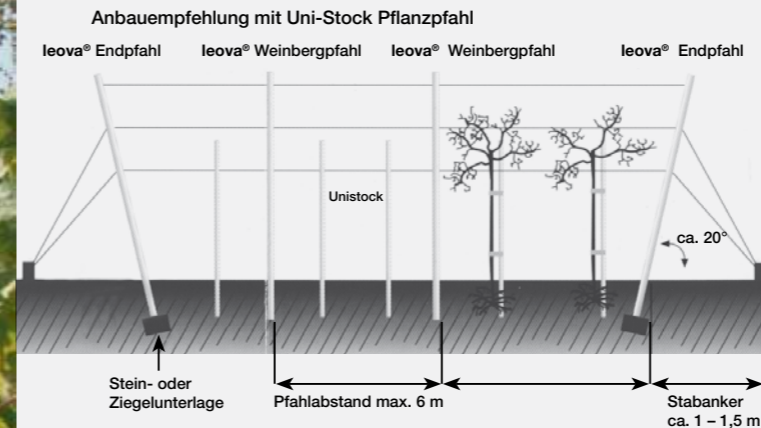 Anbauempfehlung mit Uni-Stock Pflanzpfahl
leova® Endpfahl
leova® Weinbergpfahl
leova® Weinbergpfahl
leova® Endpfahl
Unistock
ca. 20°
Stein- oder
Ziegelunterlage
Pfahlabstand max. 6 m
Stabanker
ca. 1 – 1,5 m